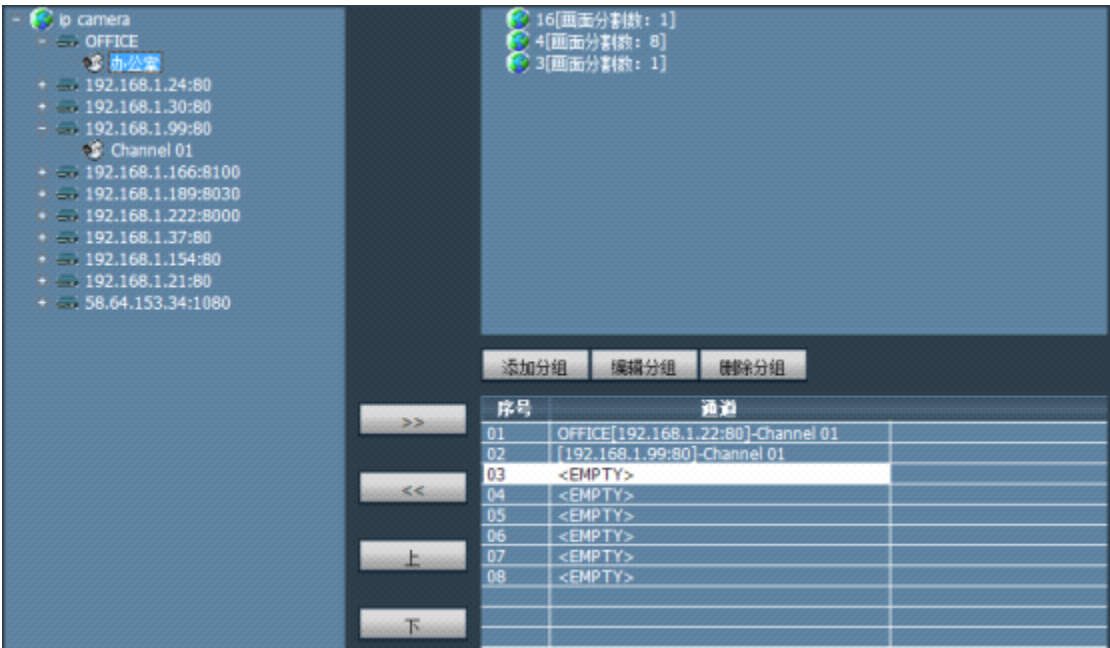 ip camera
OFFICE
办公室
192.168.1.24:80
192.168.1.30:80
192.168.1.99:80
Channel 01
192.168.1.166:8100
192.168.1.189:8030
192.168.1.222:8000
192.168.1.37:80
192.168.1.154:80
192.168.1.21:80
58.64.153.34:1080
16[画面分割数: 1]
4[画面分割数: 8]
3[画面分割数: 1]
添加分组 编辑分组 删除分组
>>
<<
上
下
序号 通道
01 OFFICE[192.168.1.22:80]-Channel 01
02 [192.168.1.99:80]-Channel 01
03 <EMPTY>
04 <EMPTY>
05 <EMPTY>
06 <EMPTY>
07 <EMPTY>
08 <EMPTY>